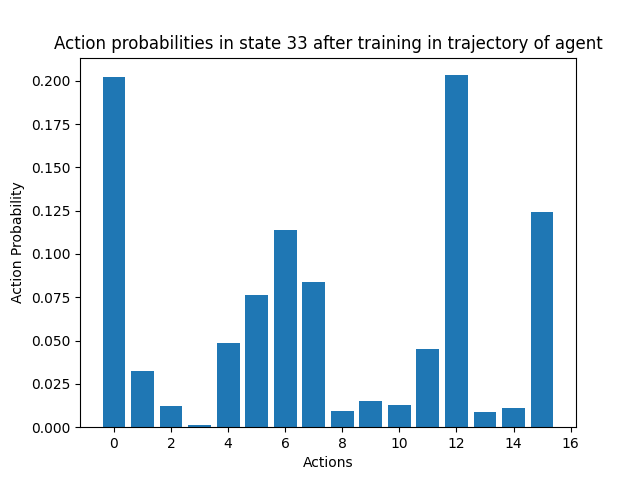 Action probabilities in state 33 after training in trajectory of agent
0.200
0.175
0.150
0.125
0.100
0.075
0.050
0.025
0.000
Action Probability
0 2 4 6 8 10 12 14 16
Actions